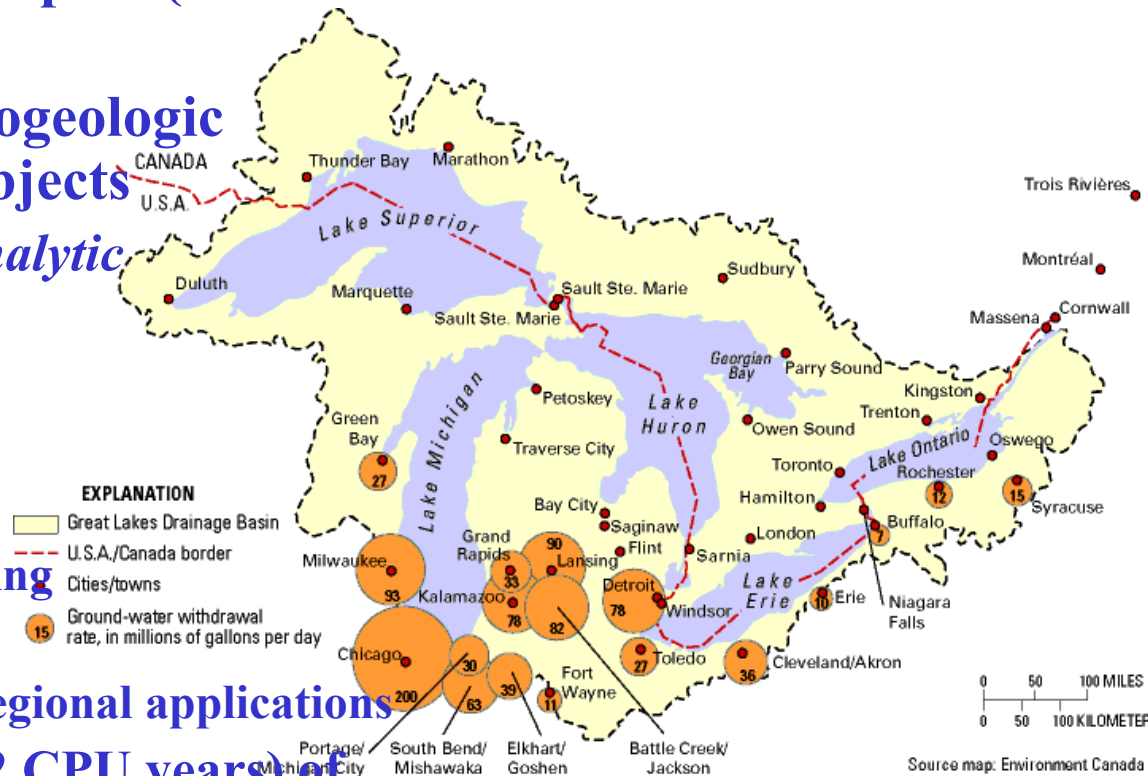 ogeologic
CANADA
U.S.A.
Thunder Bay
Marathon
Trois Rivières
Lake Superior
nalytic
Montréal
Sudbury
Duluth
Sault Ste. Marie
Marquette
Cornwall
Sault Ste. Marie
Massena
Georgian
Bay
Parry Sound
Kingston
Petoskey
Lake
Huron
Trenton
Green
Bay
Lake Michigan
Owen Sound
Traverse City
Lake Ontario
Oswego
Toronto
Rochester
27
12
15
EXPLANATION
Bay City
Hamilton
Syracuse
Great Lakes Drainage Basin
Saginaw
Buffalo
London
7
U.S.A./Canada border
Grand
Rapids
90
Flint
Sarnia
Milwaukee
Lansing
ng
Cities/towns
33
93
Kalamazoo
Detroit
Lake
Erie
Erie
10
Niagara
Falls
78
78
Windsor
15
Ground-water withdrawal
rate, in millions of gallons per day
82
Chicago
Toledo
27
Cleveland/Akron
36
30
Fort
Wayne
200
63
39
11
0 50 100 MILES
0 50 100 KILOMETER
egional applications
Portage/
Michigan City
South Bend/
Mishawaka
Elkhart/
Goshen
Battle Creek/
Jackson
CPU years) of
Source map: Environment Canada